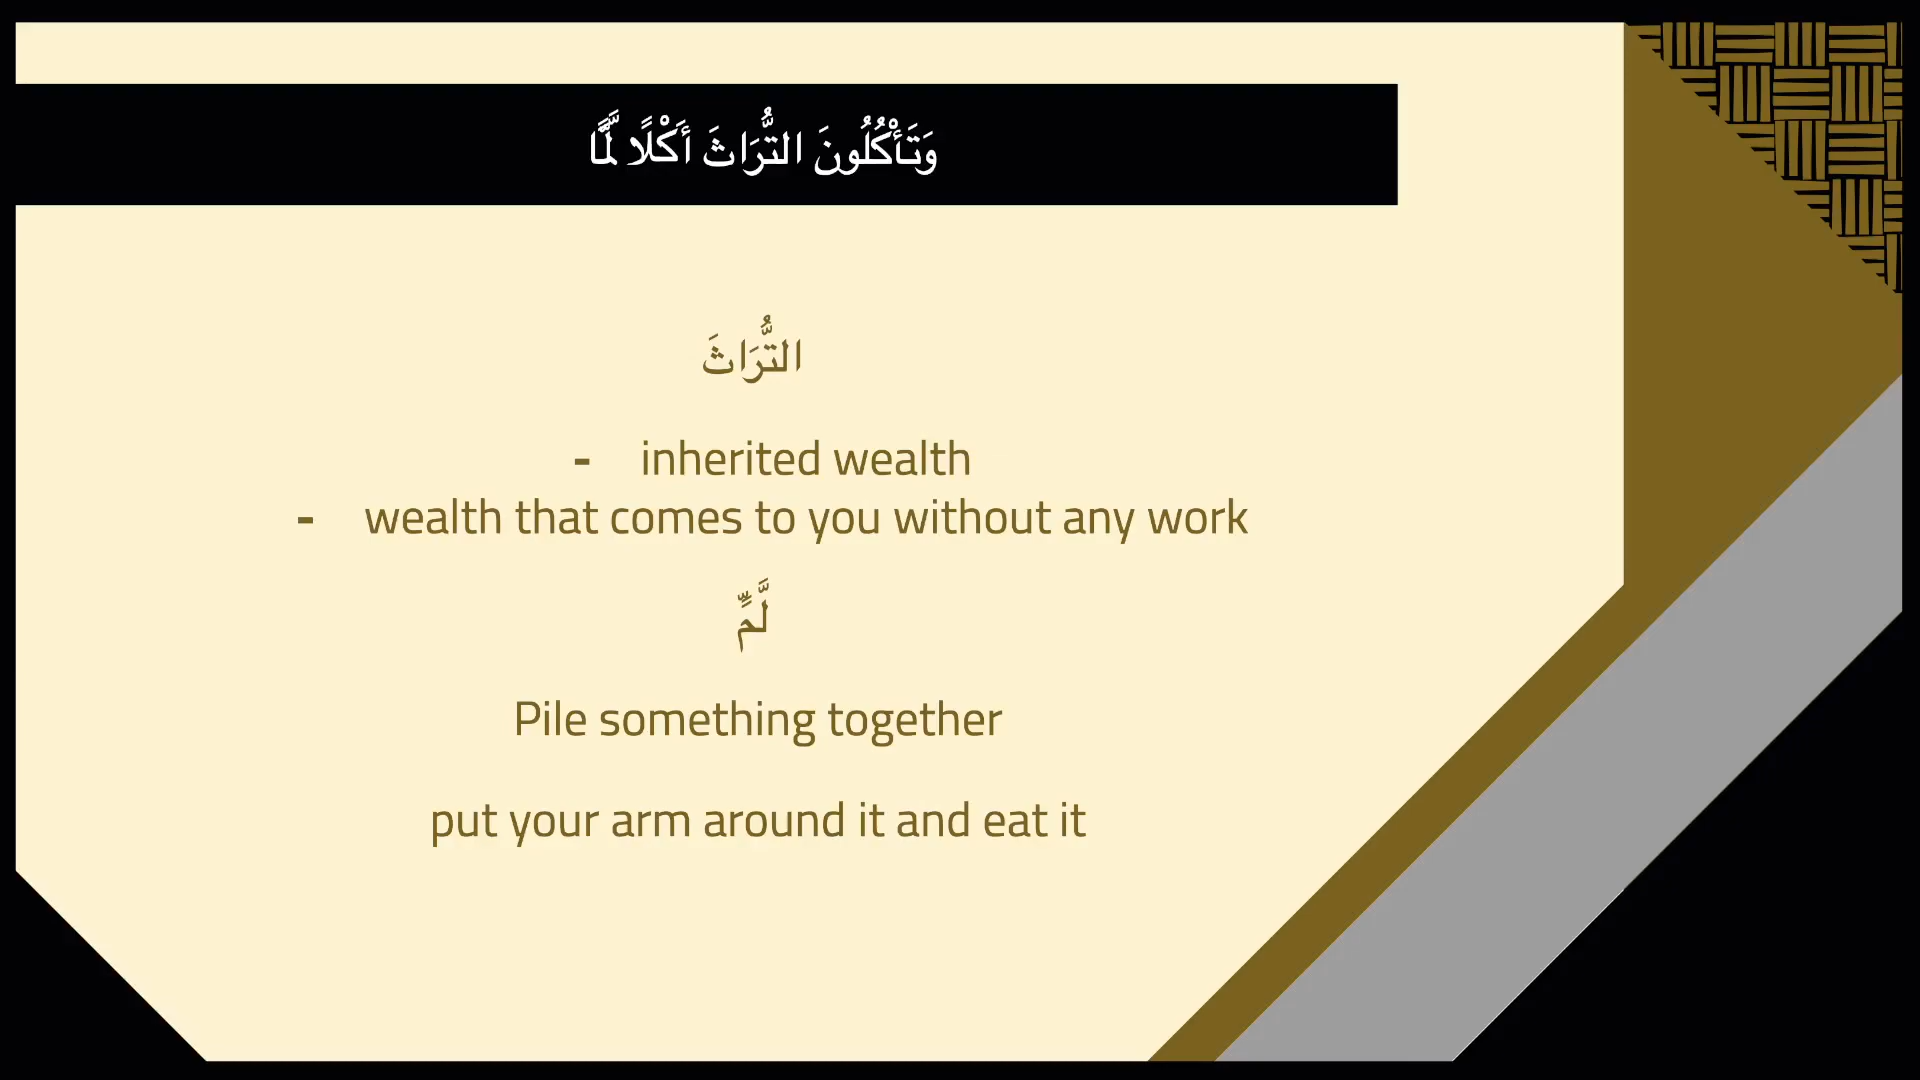 وَتَأْكُلُونَ التُّرَاثَ أَكْلًا لَّمًّا
التُّرَاثَ
- inherited wealth
- wealth that comes to you without any work
لَّمًّ
Pile something together
put your arm around it and eat it